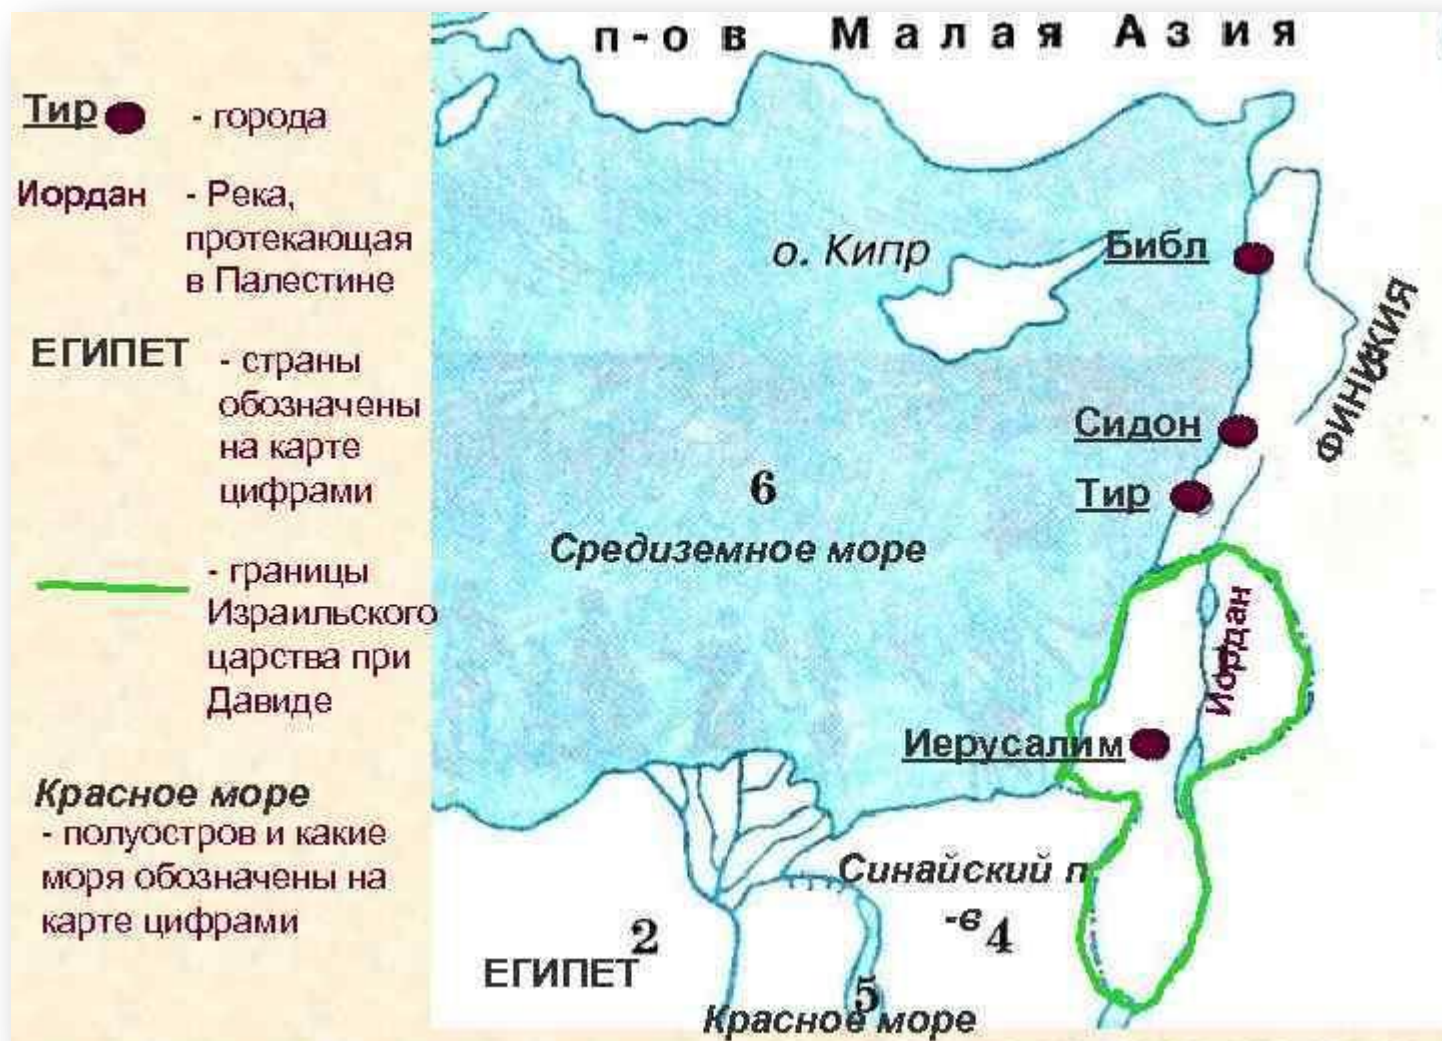 Тир - города
Иордан - Река,
протекающая
в Палестине
ЕГИПЕТ - страны
обозначены
на карте
цифрами
- границы
Израильского
царства при
Давиде
Красное море
- полуостров и какие
моря обозначены на
карте цифрами
п-ов Малая Азия
о. Кипр
Библ
ФИНИКИЯ
Сидон
Тир
6
Средиземное море
Иордан
Иерусалим
Синайский п
-в 4
2
ЕГИПЕТ
5
Красное море